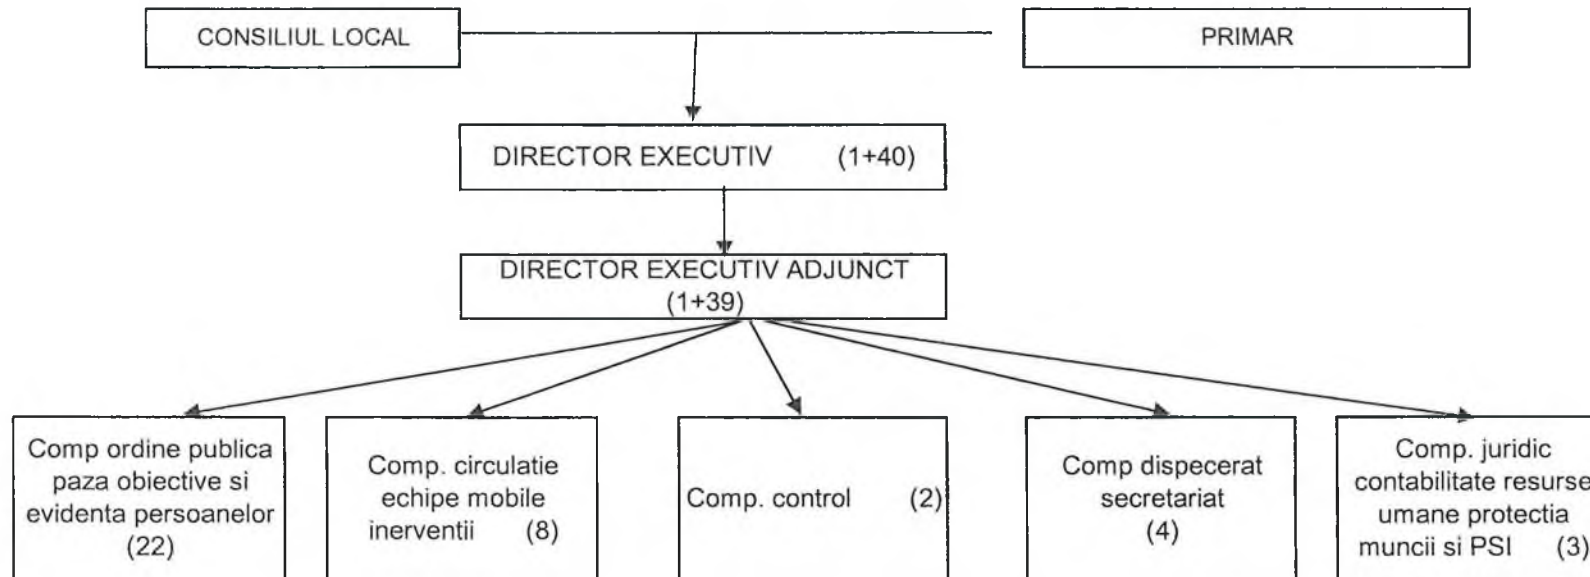 CONSILIUL LOCAL
PRIMAR
DIRECTOR EXECUTIV (1+40)
DIRECTOR EXECUTIV ADJUNCT
(1+39)
Comp ordine publica
paza obiective si
evidenta persoanelor
(22)
Comp. circulatie
echipe mobile
inerventii (8)
Comp. control (2)
Comp dispecerat
secretariat
(4)
Comp. juridic
contabilitate resurse
umane protectia
muncii si PSI (3)